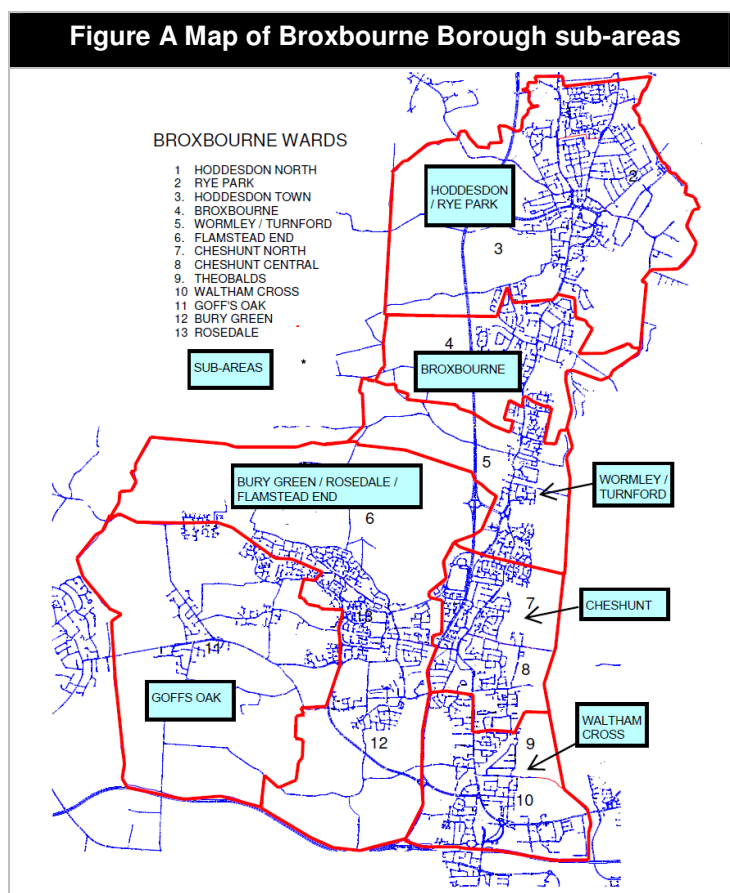 Figure A Map of Broxbourne Borough sub-areas
BROXBOURNE WARDS
1 HODDESDON NORTH
2 RYE PARK
3 HODDESDON TOWN
4. BROXBOURNE
5. WORMLEY / TURNFORD
6. FLAMSTEAD END
7. CHESHUNT NORTH
8 CHESHUNT CENTRAL
9. THEOBALDS
10 WALTHAM CROSS
11 GOFF'S OAK
12 BURY GREEN
13 ROSEDALE
SUB-AREAS *
1
2
HODDESDON
/ RYE PARK
3
4
BROXBOURNE
5
WORMLEY /
TURNFORD
BURY GREEN / ROSEDALE /
FLAMSTEAD END
6
7
CHESHUNT
13
11
8
GOFFS OAK
WALTHAM
CROSS
12
9
10